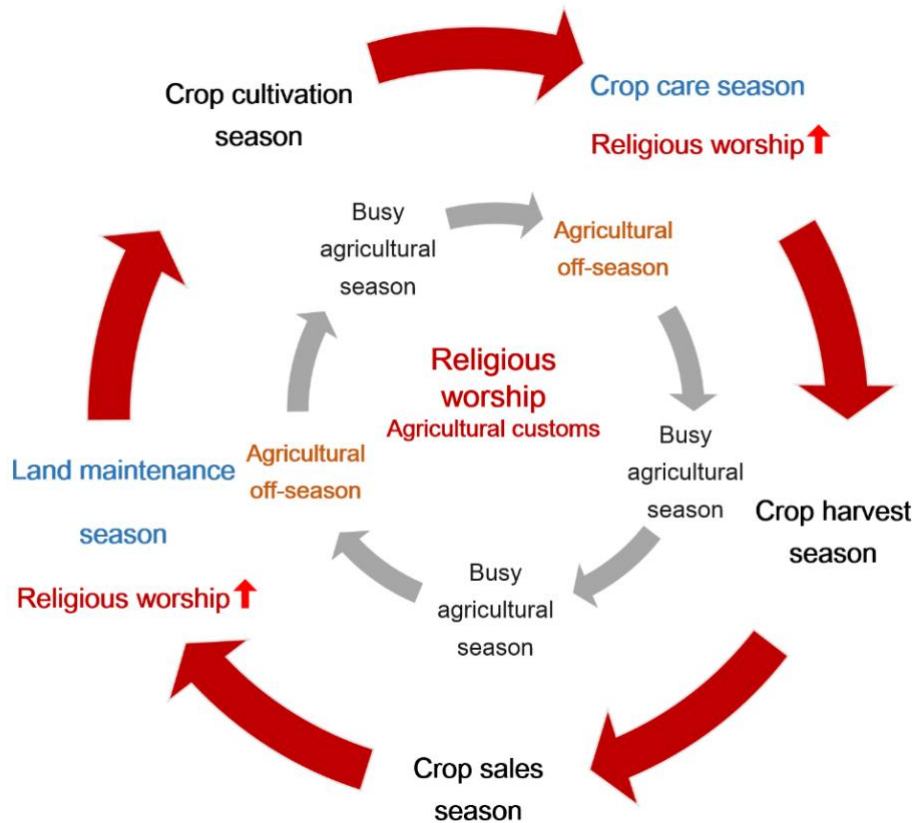 Crop cultivation
season
Crop care season
Religious worship
Busy
agricultural
season
Agricultural
off-season
Religious
worship
Agricultural customs
Busy
agricultural
season
Crop harvest
season
Busy
agricultural
season
Crop sales
season
Agricultural
off-season
Land maintenance
season
Religious worship